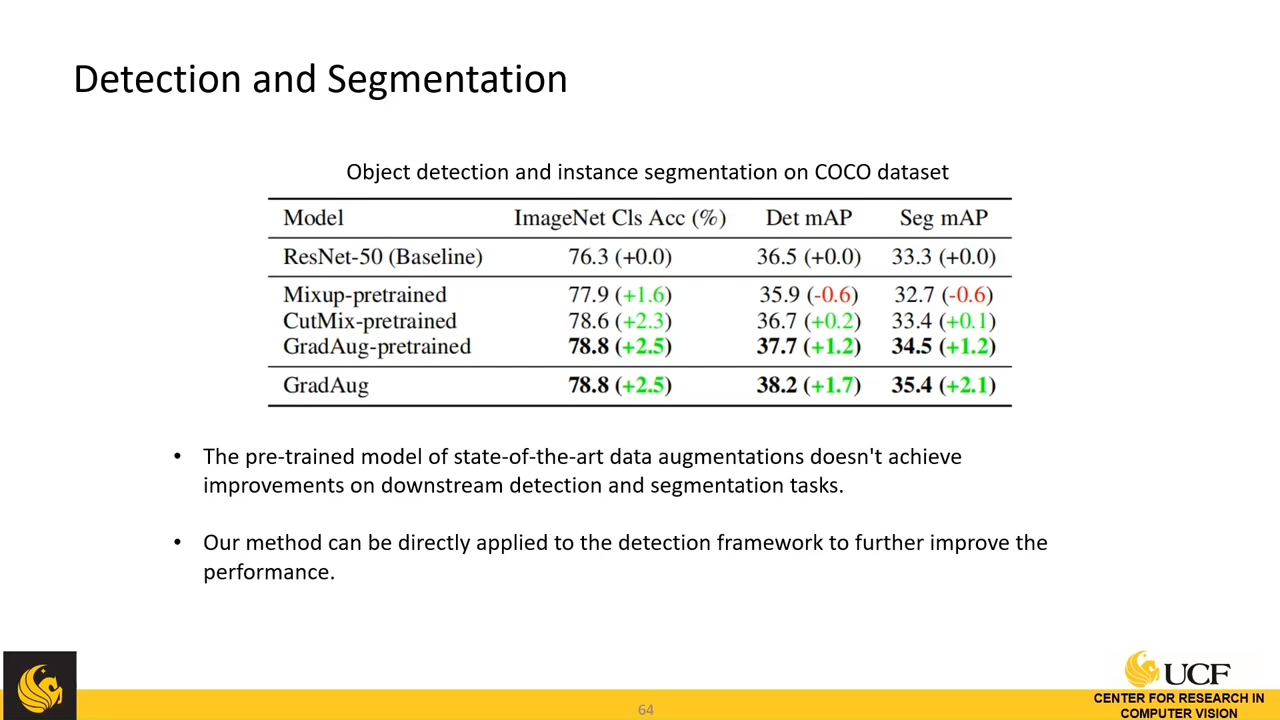 Detection and Segmentation
Object detection and instance segmentation on COCO dataset
Model ImageNet Cls Acc (%) Det mAP Seg mAP
ResNet-50 (Baseline) 76.3 (+0.0) 36.5 (+0.0) 33.3 (+0.0)
Mixup-pretrained 77.9 (+1.6) 35.9 (-0.6) 32.7 (-0.6)
CutMix-pretrained 78.6 (+2.3) 36.7 (+0.2) 33.4 (+0.1)
GradAug-pretrained 78.8 (+2.5) 37.7 (+1.2) 34.5 (+1.2)
GradAug 78.8 (+2.5) 38.2 (+1.7) 35.4 (+2.1)
• The pre-trained model of state-of-the-art data augmentations doesn't achieve
improvements on downstream detection and segmentation tasks.
• Our method can be directly applied to the detection framework to further improve the
performance.
UCF
CENTER FOR RESEARCH IN
COMPUTER VISION
64